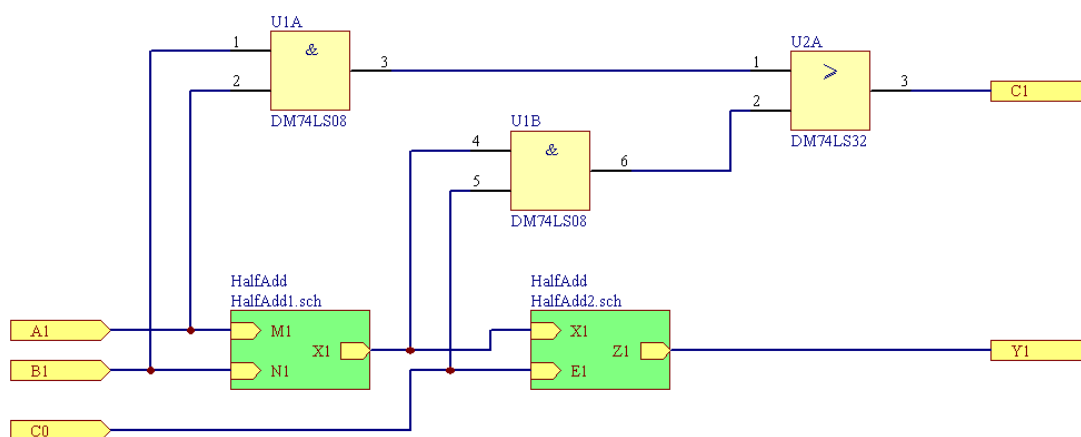 U1A
1
&
3
2
DM74LS08
U2A
1
>
3
2
DM74LS32
C1
U1B
4
&
6
5
DM74LS08
HalfAdd
HalfAdd1.sch
M1
X1
N1
HalfAdd
HalfAdd2.sch
X1
Z1
E1
A1
B1
C0
Y1